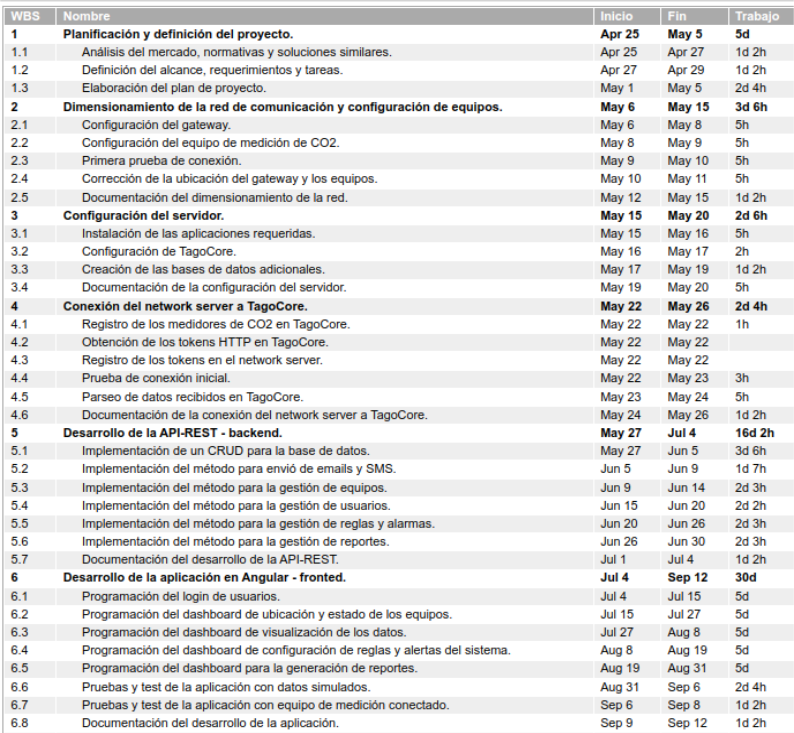 WBS Nombre Inicio Fin Trabajo
1 Planificación y definición del proyecto. Apr 25 May 5 5d
1.1 Análisis del mercado, normativas y soluciones similares. Apr 25 Apr 27 1d 2h
1.2 Definición del alcance, requerimientos y tareas. Apr 27 Apr 29 1d 2h
1.3 Elaboración del plan de proyecto. May 1 May 5 2d 4h
2 Dimensionamiento de la red de comunicación y configuración de equipos. May 6 May 15 3d 6h
2.1 Configuración del gateway. May 6 May 8 5h
2.2 Configuración del equipo de medición de CO2. May 8 May 9 5h
2.3 Primera prueba de conexión. May 9 May 10 5h
2.4 Corrección de la ubicación del gateway y los equipos. May 10 May 11 5h
2.5 Documentación del dimensionamiento de la red. May 12 May 15 1d 2h
3 Configuración del servidor. May 15 May 20 2d 6h
3.1 Instalación de las aplicaciones requeridas. May 15 May 16 5h
3.2 Configuración de TagoCore. May 16 May 17 2h
3.3 Creación de las bases de datos adicionales. May 17 May 19 1d 2h
3.4 Documentación de la configuración del servidor. May 19 May 20 5h
4 Conexión del network server a TagoCore. May 22 May 26 2d 4h
4.1 Registro de los medidores de CO2 en TagoCore. May 22 May 22 1h
4.2 Obtención de los tokens HTTP en TagoCore. May 22 May 22
4.3 Registro de los tokens en el network server. May 22 May 22
4.4 Prueba de conexión inicial. May 22 May 23 3h
4.5 Parseo de datos recibidos en TagoCore. May 23 May 24 5h
4.6 Documentación de la conexión del network server a TagoCore. May 24 May 26 1d 2h
5 Desarrollo de la API-REST - backend. May 27 Jul 4 16d 2h
5.1 Implementación de un CRUD para la base de datos. May 27 Jun 5 3d 6h
5.2 Implementación del método para envió de emails y SMS. Jun 5 Jun 9 1d 7h
5.3 Implementación del método para la gestión de equipos. Jun 9 Jun 14 2d 3h
5.4 Implementación del método para la gestión de usuarios. Jun 15 Jun 20 2d 2h
5.5 Implementación del método para la gestión de reglas y alarmas. Jun 20 Jun 26 2d 3h
5.6 Implementación del método para la gestión de reportes. Jun 26 Jun 30 2d 3h
5.7 Documentación del desarrollo de la API-REST. Jul 1 Jul 4 1d 2h
6 Desarrollo de la aplicación en Angular - fronted. Jul 4 Sep 12 30d
6.1 Programación del login de usuarios. Jul 4 Jul 15 5d
6.2 Programación del dashboard de ubicación y estado de los equipos. Jul 15 Jul 27 5d
6.3 Programación del dashboard de visualización de los datos. Jul 27 Aug 8 5d
6.4 Programación del dashboard de configuración de reglas y alertas del sistema. Aug 8 Aug 19 5d
6.5 Programación del dashboard para la generación de reportes. Aug 19 Aug 31 5d
6.6 Pruebas y test de la aplicación con datos simulados. Aug 31 Sep 6 2d 4h
6.7 Pruebas y test de la aplicación con equipo de medición conectado. Sep 6 Sep 8 1d 2h
6.8 Documentación del desarrollo de la aplicación. Sep 9 Sep 12 1d 2h